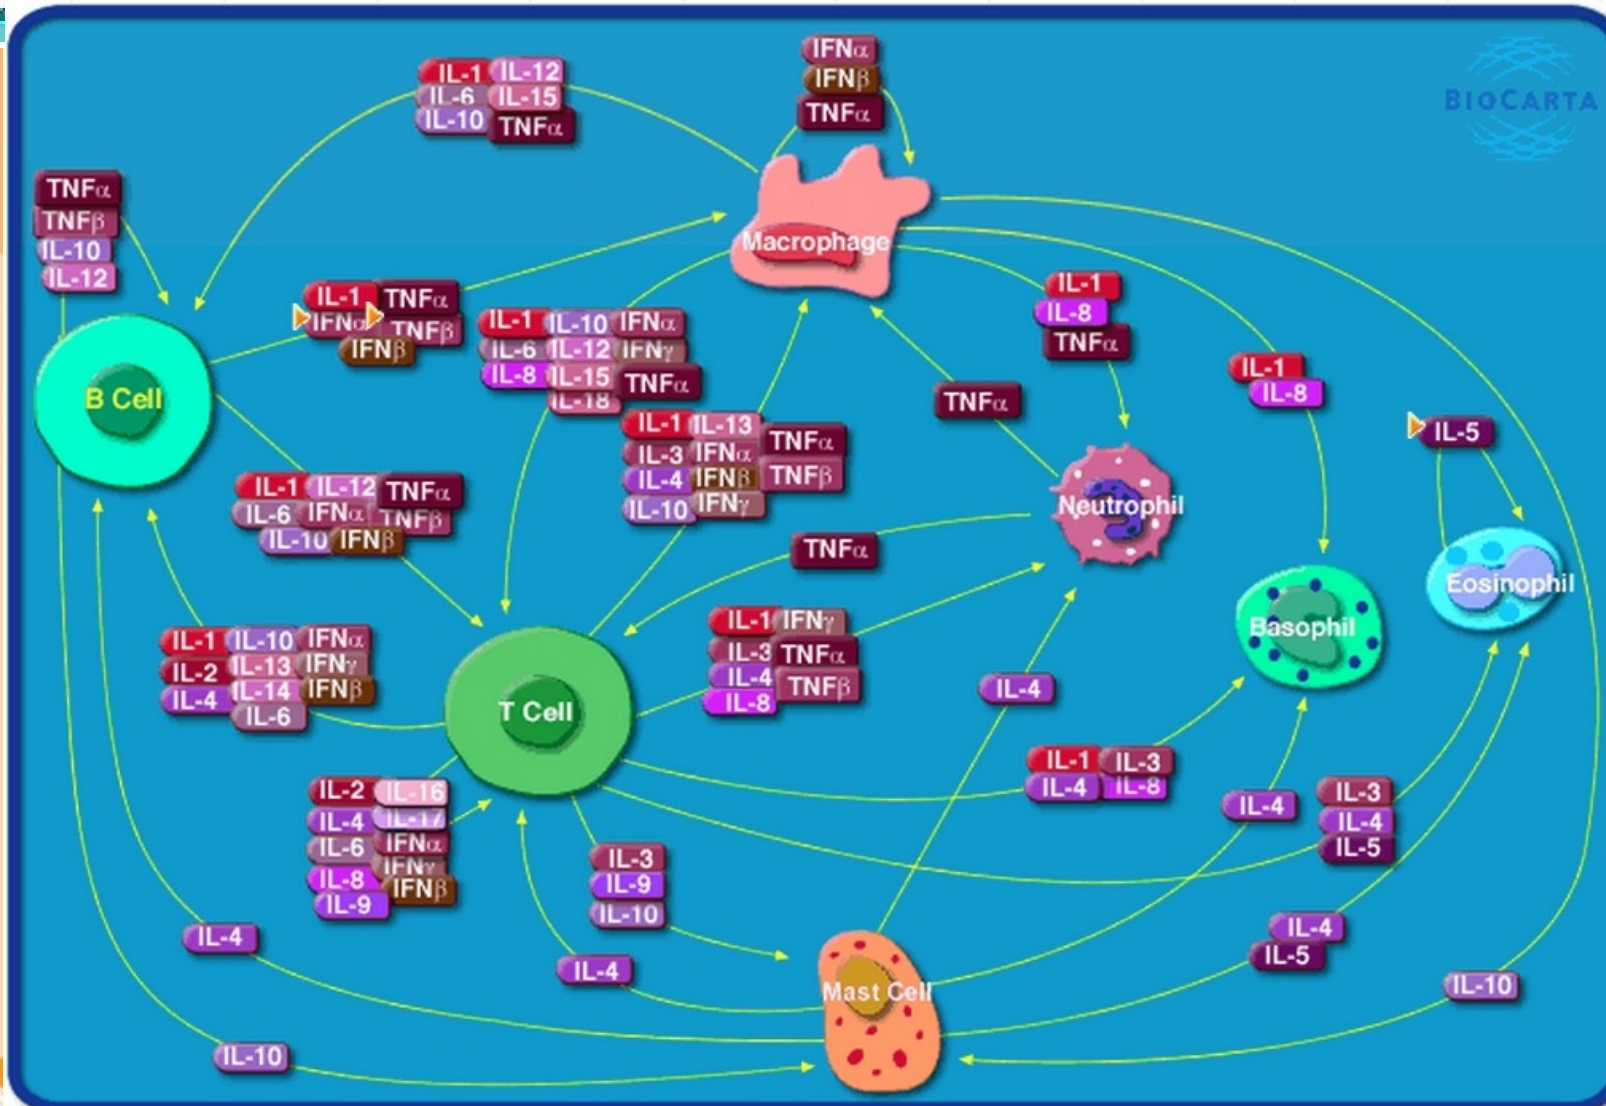 IFNα
IFNβ
TNFα
BIOCARTA
IL-1 IL-12
IL-6 IL-15
IL-10 TNFα
TNFα
TNFβ
IL-10
IL-12
Macrophage
IL-1 TNFα
IFNα TNFβ
IFNβ
IL-1 IL-10 IFNα
IL-6 IL-12 IFNγ
IL-8 IL-15 TNFα
IL-18
IL-1
IL-8
TNFα
IL-1
IL-8
B Cell
TNFα
IL-1 IL-13 TNFα
IL-3 IFNα
IL-4 IFNβ TNFβ
IL-10 IFNγ
IL-5
IL-1 IL-12 TNFα
IL-6 IFNα TNFβ
IL-10 IFNβ
Neutrophil
TNFα
Eosinophil
Basophil
IL-1 IL-10 IFNα
IL-2 IL-13 IFNγ
IL-4 IL-14 IFNβ
IL-6
IL-1 IFNγ
IL-3 TNFα
IL-4 TNFβ
IL-8
T Cell
IL-4
IL-1 IL-3
IL-4 IL-8
IL-2 IL-16
IL-4 IL-17
IL-6 IFNα
IFNγ
IL-8 IFNβ
IL-9
IL-3
IL-9
IL-10
IL-4
IL-3
IL-4
IL-5
IL-4
IL-4
IL-4
IL-5
Mast Cell
IL-10
IL-10